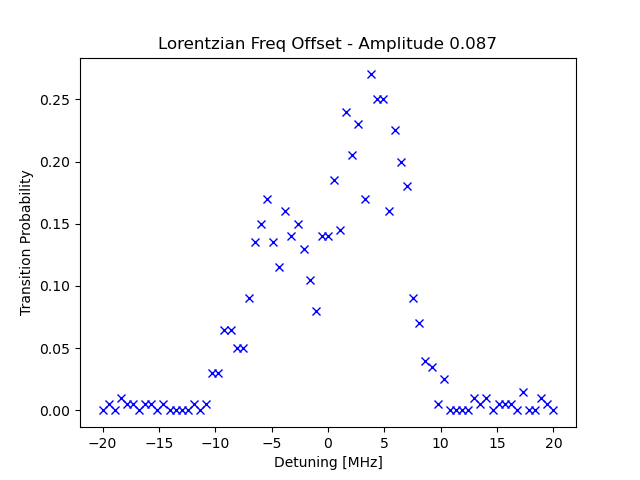 Lorentzian Freq Offset - Amplitude 0.087
Transition Probability
0.25
0.20
0.15
0.10
0.05
0.00
−20 −15 −10 −5 0 5 10 15 20
Detuning [MHz]